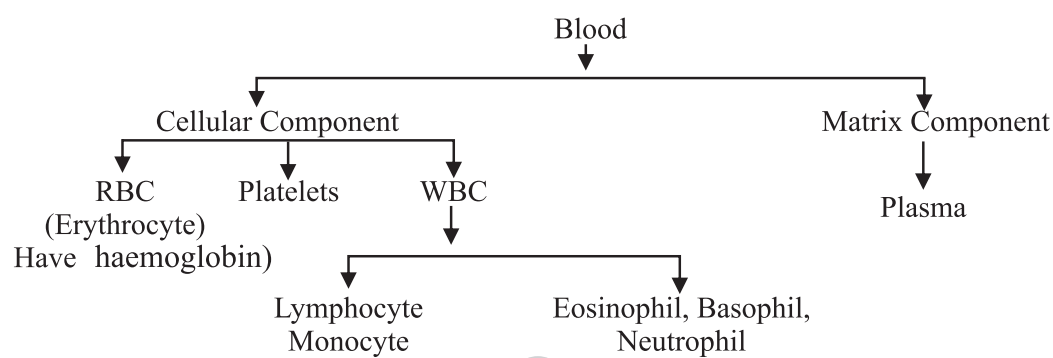 Blood
Cellular Component
Matrix Component
RBC
Platelets
WBC
(Erythrocyte)
Have haemoglobin)
Plasma
Lymphocyte
Monocyte
Eosinophil, Basophil,
Neutrophil